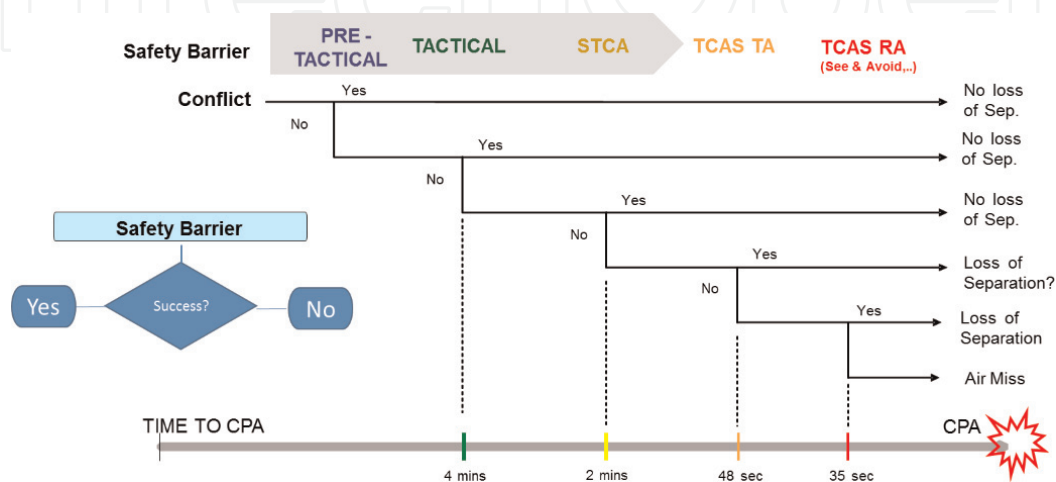 Safety Barrier
PRE -
TACTICAL
TACTICAL
STCA
TCAS TA
TCAS RA
(See & Avoid,..)
Conflict
Yes
No loss
of Sep.
No
Yes
No loss
of Sep.
No
Yes
No loss
of Sep.
No
Yes
Loss of
Separation?
No
Yes
Loss of
Separation
Air Miss
Safety Barrier
Success?
Yes
No
TIME TO CPA
CPA
4 mins
2 mins
48 sec
35 sec